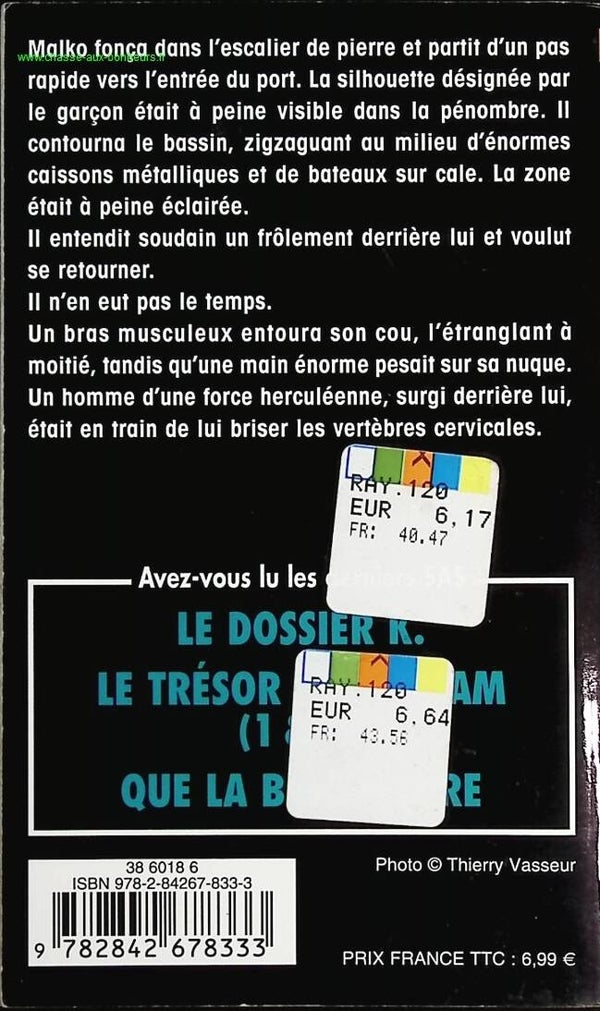 Malko fonça dans l'escalier de pierre et partit d'un pas
www.chasse-aux-bonheurs.fr
rapide vers l'entrée du port. La silhouette désignée par
le garçon était à peine visible dans la pénombre. Il
contourna le bassin, zigzaguant au milieu d'énormes
caissons métalliques et de bateaux sur cale. La zone
était à peine éclairée.
Il entendit soudain un frôlement derrière lui et voulut
se retourner.
Il n'en eut pas le temps.
Un bras musculeux entoura son cou, l'étranglant à
moitié, tandis qu'une main énorme pesait sur sa nuque.
Un homme d'une force herculéenne, surgi derrière lui,
était en train de lui briser les vertèbres cervicales.
RAY.120
EUR 6,17
FR: 40.47
Avez-vous lu les derniers SAS
LE DOSSIER K.
LE TRÉSOR AM
RAY.120
EUR 6,64
FR: 43.56
(1
QUE LA B RE
38 6018 6
ISBN 978-2-84267-833-3
9 782842 678333
Photo © Thierry Vasseur
PRIX FRANCE TTC : 6,99 €